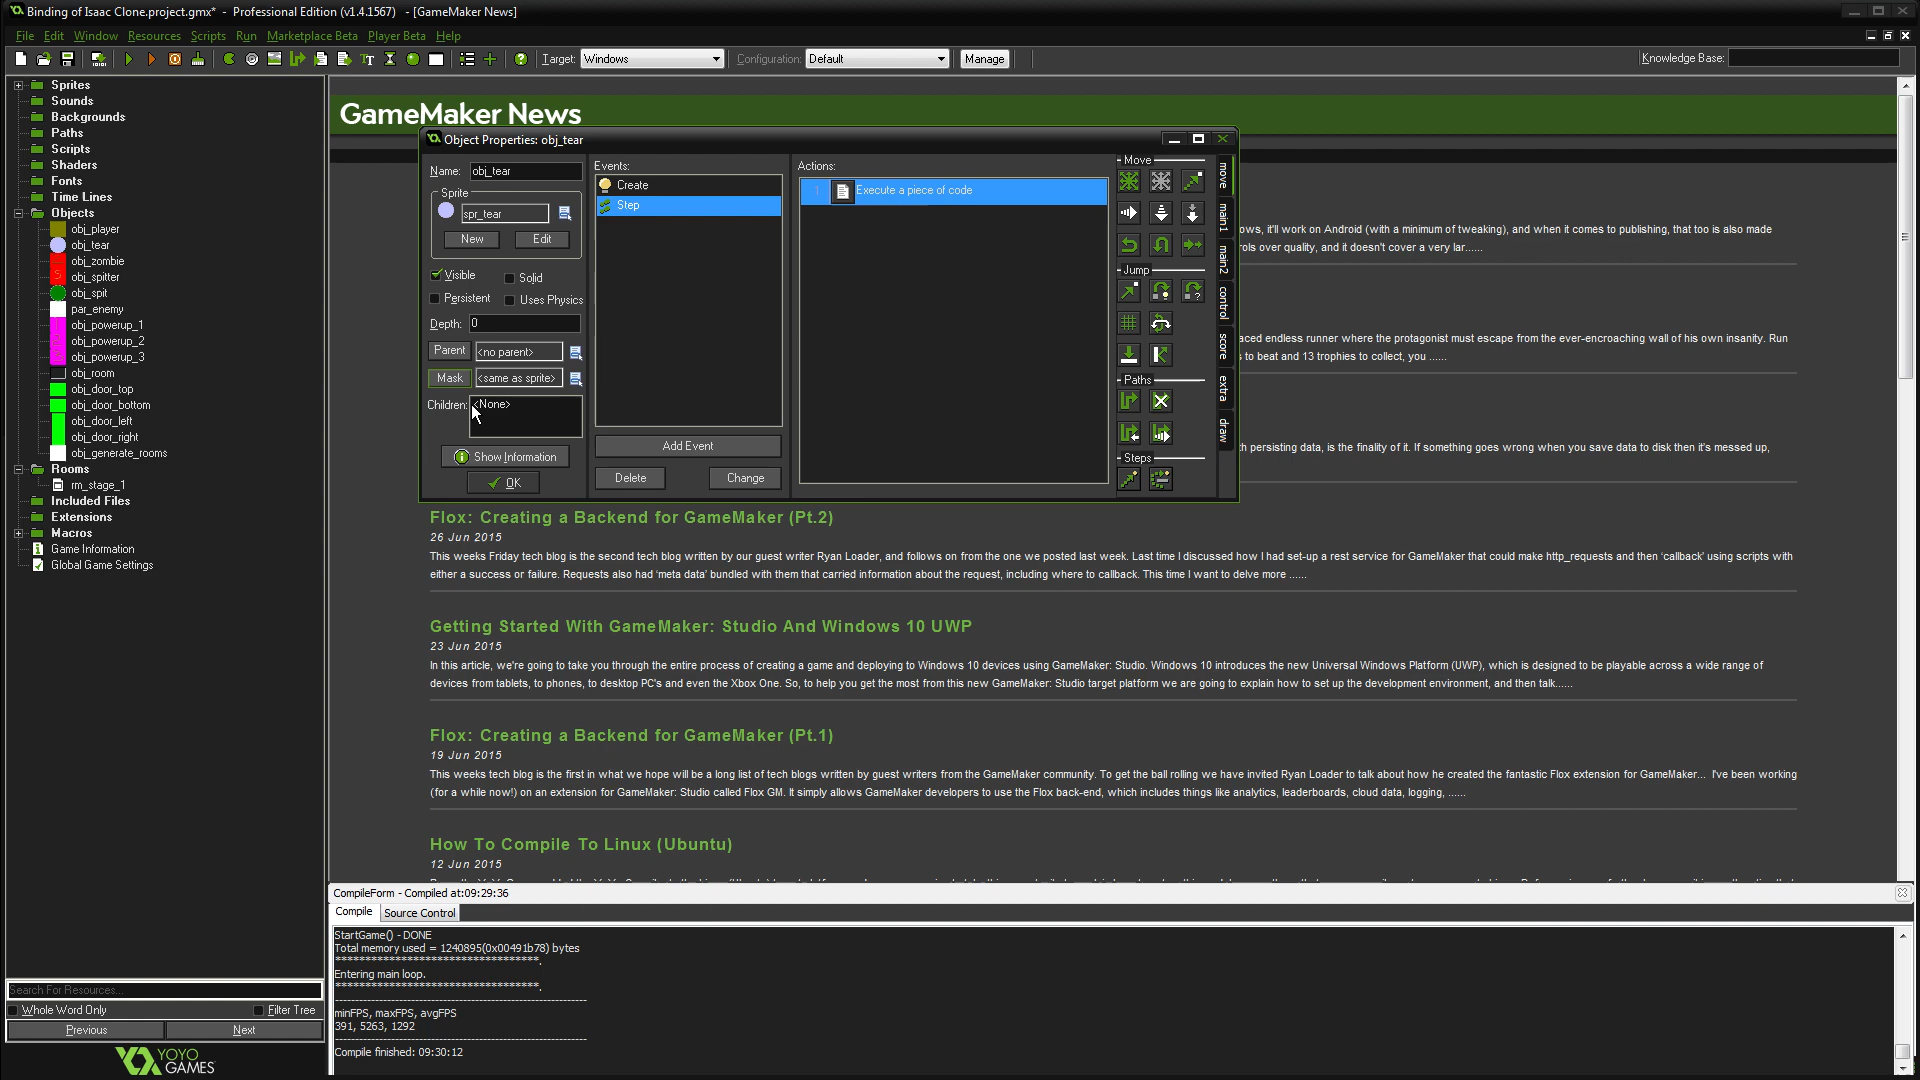 Binding of Isaac Clone.project.gmx* - Professional Edition (v1.4.1567) - [GameMaker News]
File Edit Window Resources Scripts Run Marketplace Beta Player Beta Help
Target: Windows Configuration: Default Manage Knowledge Base:
Sprites
Sounds
Backgrounds
Paths
Scripts
Shaders
Fonts
Time Lines
Objects
obj_player
obj_tear
obj_zombie
obj_spitter
obj_spit
par_enemy
obj_powerup_1
obj_powerup_2
obj_powerup_3
obj_room
obj_door_top
obj_door_bottom
obj_door_left
obj_door_right
obj_generate_rooms
Rooms
rm_stage_1
Included Files
Extensions
Macros
Game Information
Global Game Settings
Search For Resources...
Whole Word Only Filter Tree
Previous Next
YOYO
GAMES
GameMaker News
Object Properties: obj_tear
Name: obj_tear
Sprite
spr_tear
New Edit
Visible Solid
Persistent Uses Physics
Depth: 0
Parent <no parent>
Mask <same as sprite>
Children: <None>
Show Information
OK
Events:
Create
Step
Add Event
Delete Change
Actions:
1 Execute a piece of code
Move
Jump
Paths
Steps
move
main1
main2
control
score
extra
draw
ows, it'll work on Android (with a minimum of tweaking), and when it comes to publishing, that too is also made
rols over quality, and it doesn't cover a very lar......
aced endless runner where the protagonist must escape from the ever-encroaching wall of his own insanity. Run
s to beat and 13 trophies to collect, you ......
h persisting data, is the finality of it. If something goes wrong when you save data to disk then it's messed up,
Flox: Creating a Backend for GameMaker (Pt.2)
26 Jun 2015
This weeks Friday tech blog is the second tech blog written by our guest writer Ryan Loader, and follows on from the one we posted last week. Last time I discussed how I had set-up a rest service for GameMaker that could make http_requests and then 'callback' using scripts with
either a success or failure. Requests also had 'meta data' bundled with them that carried information about the request, including where to callback. This time I want to delve more ......
Getting Started With GameMaker: Studio And Windows 10 UWP
23 Jun 2015
In this article, we're going to take you through the entire process of creating a game and deploying to Windows 10 devices using GameMaker: Studio. Windows 10 introduces the new Universal Windows Platform (UWP), which is designed to be playable across a wide range of
devices from tablets, to phones, to desktop PC's and even the Xbox One. So, to help you get the most from this new GameMaker: Studio target platform we are going to explain how to set up the development environment, and then talk......
Flox: Creating a Backend for GameMaker (Pt.1)
19 Jun 2015
This weeks tech blog is the first in what we hope will be a long list of tech blogs written by guest writers from the GameMaker community. To get the ball rolling we have invited Ryan Loader to talk about how he created the fantastic Flox extension for GameMaker... I've been working
(for a while now!) on an extension for GameMaker: Studio called Flox GM. It simply allows GameMaker developers to use the Flox back-end, which includes things like analytics, leaderboards, cloud data, logging, ......
How To Compile To Linux (Ubuntu)
12 Jun 2015
CompileForm - Compiled at:09:29:36
Compile Source Control
StartGame() - DONE
Total memory used = 1240895(0x00491b78) bytes
**********************************.
Entering main loop.
**********************************.
---------------------------------------------------------------
minFPS, maxFPS, avgFPS
391, 5263, 1292
---------------------------------------------------------------
Compile finished: 09:30:12